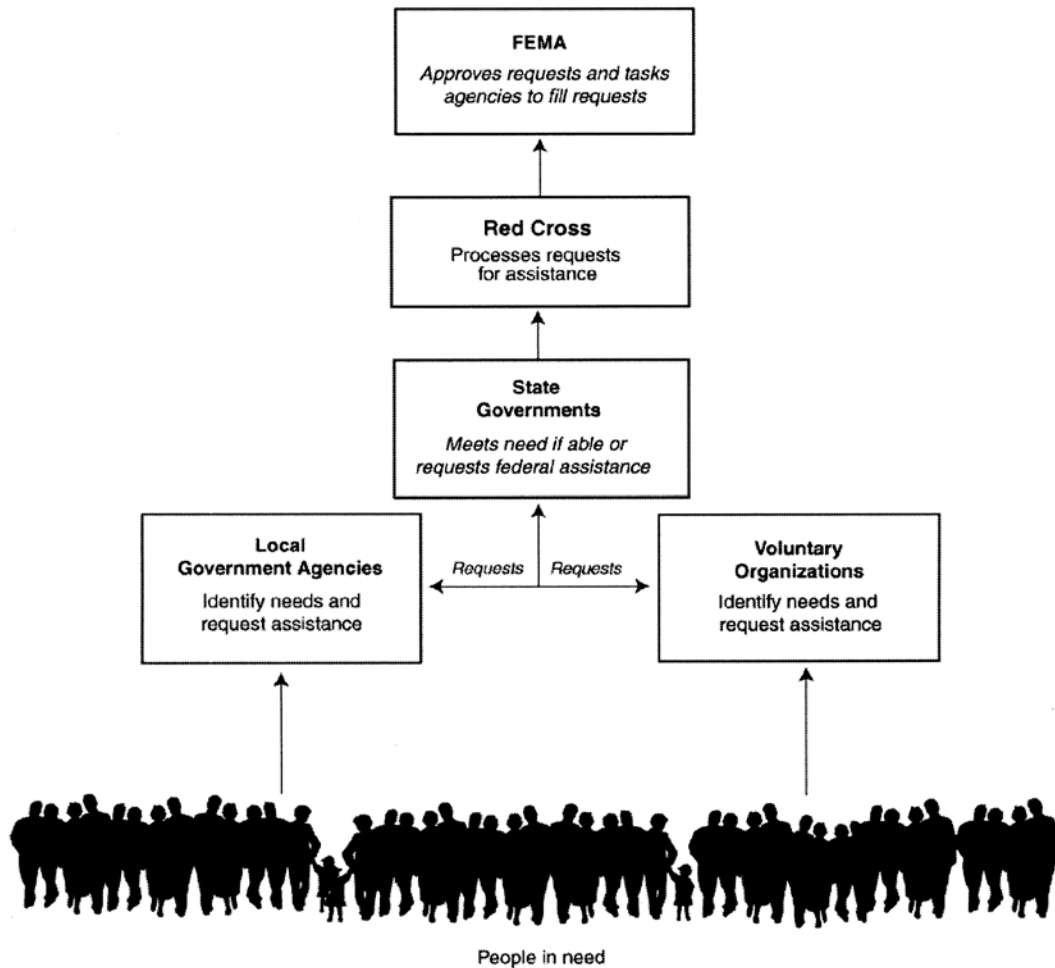 FEMA
Approves requests and tasks
agencies to fill requests
Red Cross
Processes requests
for assistance
State
Governments
Meets need if able or
requests federal assistance
Local
Government Agencies
Identify needs and
request assistance
Requests
Requests
Voluntary
Organizations
Identify needs and
request assistance
People in need